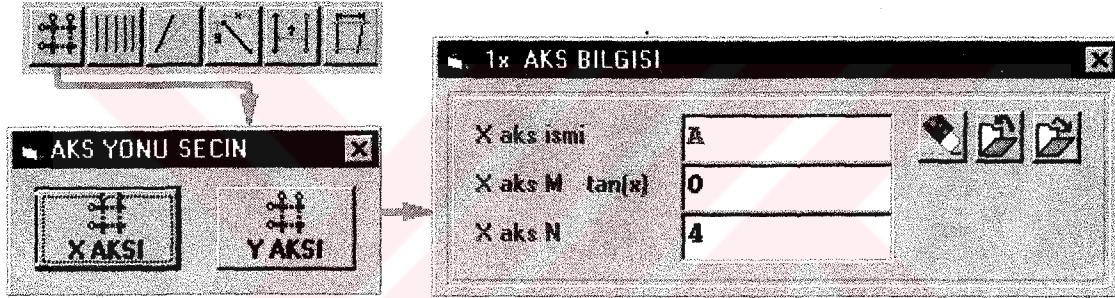 1x AKS BILGISI
AKS YONU SECIN
X AKSI
Y AKSI
X aks ismi
A
X aks M tan(x)
0
X aks N
4